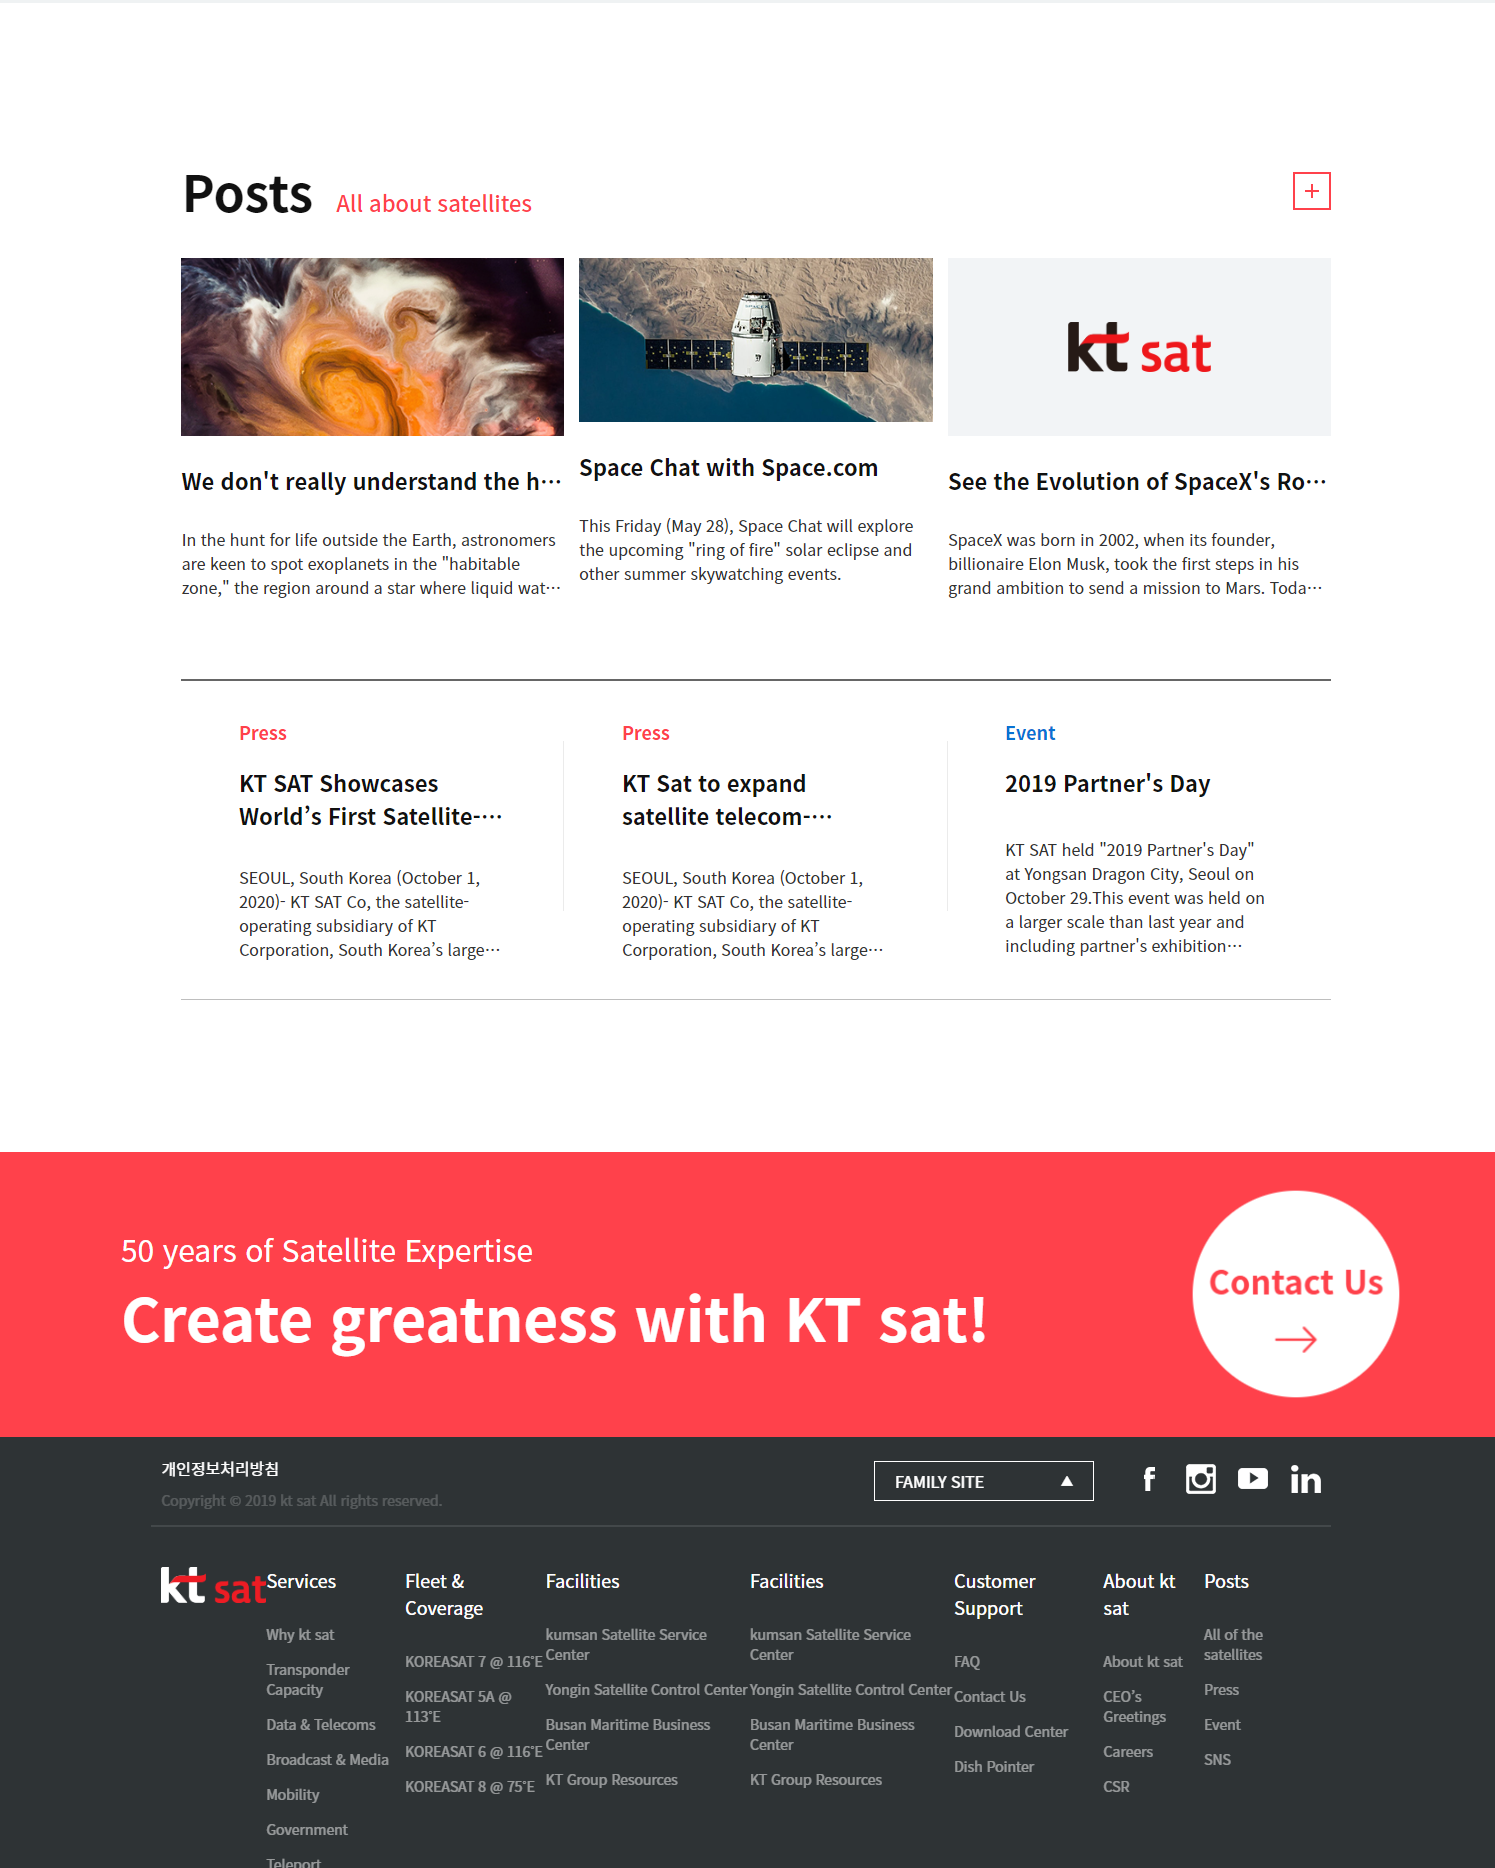 Posts All about satellites
kt sat
We don't really understand the h···
In the hunt for life outside the Earth, astronomers
are keen to spot exoplanets in the "habitable
zone," the region around a star where liquid wat···
Space Chat with Space.com
This Friday (May 28), Space Chat will explore
the upcoming "ring of fire" solar eclipse and
other summer skywatching events.
See the Evolution of SpaceX's Ro···
SpaceX was born in 2002, when its founder,
billionaire Elon Musk, took the first steps in his
grand ambition to send a mission to Mars. Toda···
Press
KT SAT Showcases
World’s First Satellite-···
SEOUL, South Korea (October 1,
2020)- KT SAT Co, the satellite-
operating subsidiary of KT
Corporation, South Korea’s large···
Press
KT Sat to expand
satellite telecom-···
SEOUL, South Korea (October 1,
2020)- KT SAT Co, the satellite-
operating subsidiary of KT
Corporation, South Korea’s large···
Event
2019 Partner's Day
KT SAT held "2019 Partner's Day"
at Yongsan Dragon City, Seoul on
October 29.This event was held on
a larger scale than last year and
including partner's exhibition···
50 years of Satellite Expertise
Create greatness with KT sat!
Contact Us
개인정보처리방침
Copyright © 2019 kt sat All rights reserved.
FAMILY SITE
kt sat
Services
Why kt sat
Transponder
Capacity
Data & Telecoms
Broadcast & Media
Mobility
Government
Teleport
Fleet &
Coverage
KOREASAT 7 @ 116°E
KOREASAT 5A @
113°E
KOREASAT 6 @ 116°E
KOREASAT 8 @ 75°E
Facilities
kumsan Satellite Service
Center
Yongin Satellite Control Center
Busan Maritime Business
Center
KT Group Resources
Facilities
kumsan Satellite Service
Center
Yongin Satellite Control Center
Busan Maritime Business
Center
KT Group Resources
Customer
Support
FAQ
Contact Us
Download Center
Dish Pointer
About kt
sat
About kt sat
CEO’s
Greetings
Careers
CSR
Posts
All of the
satellites
Press
Event
SNS